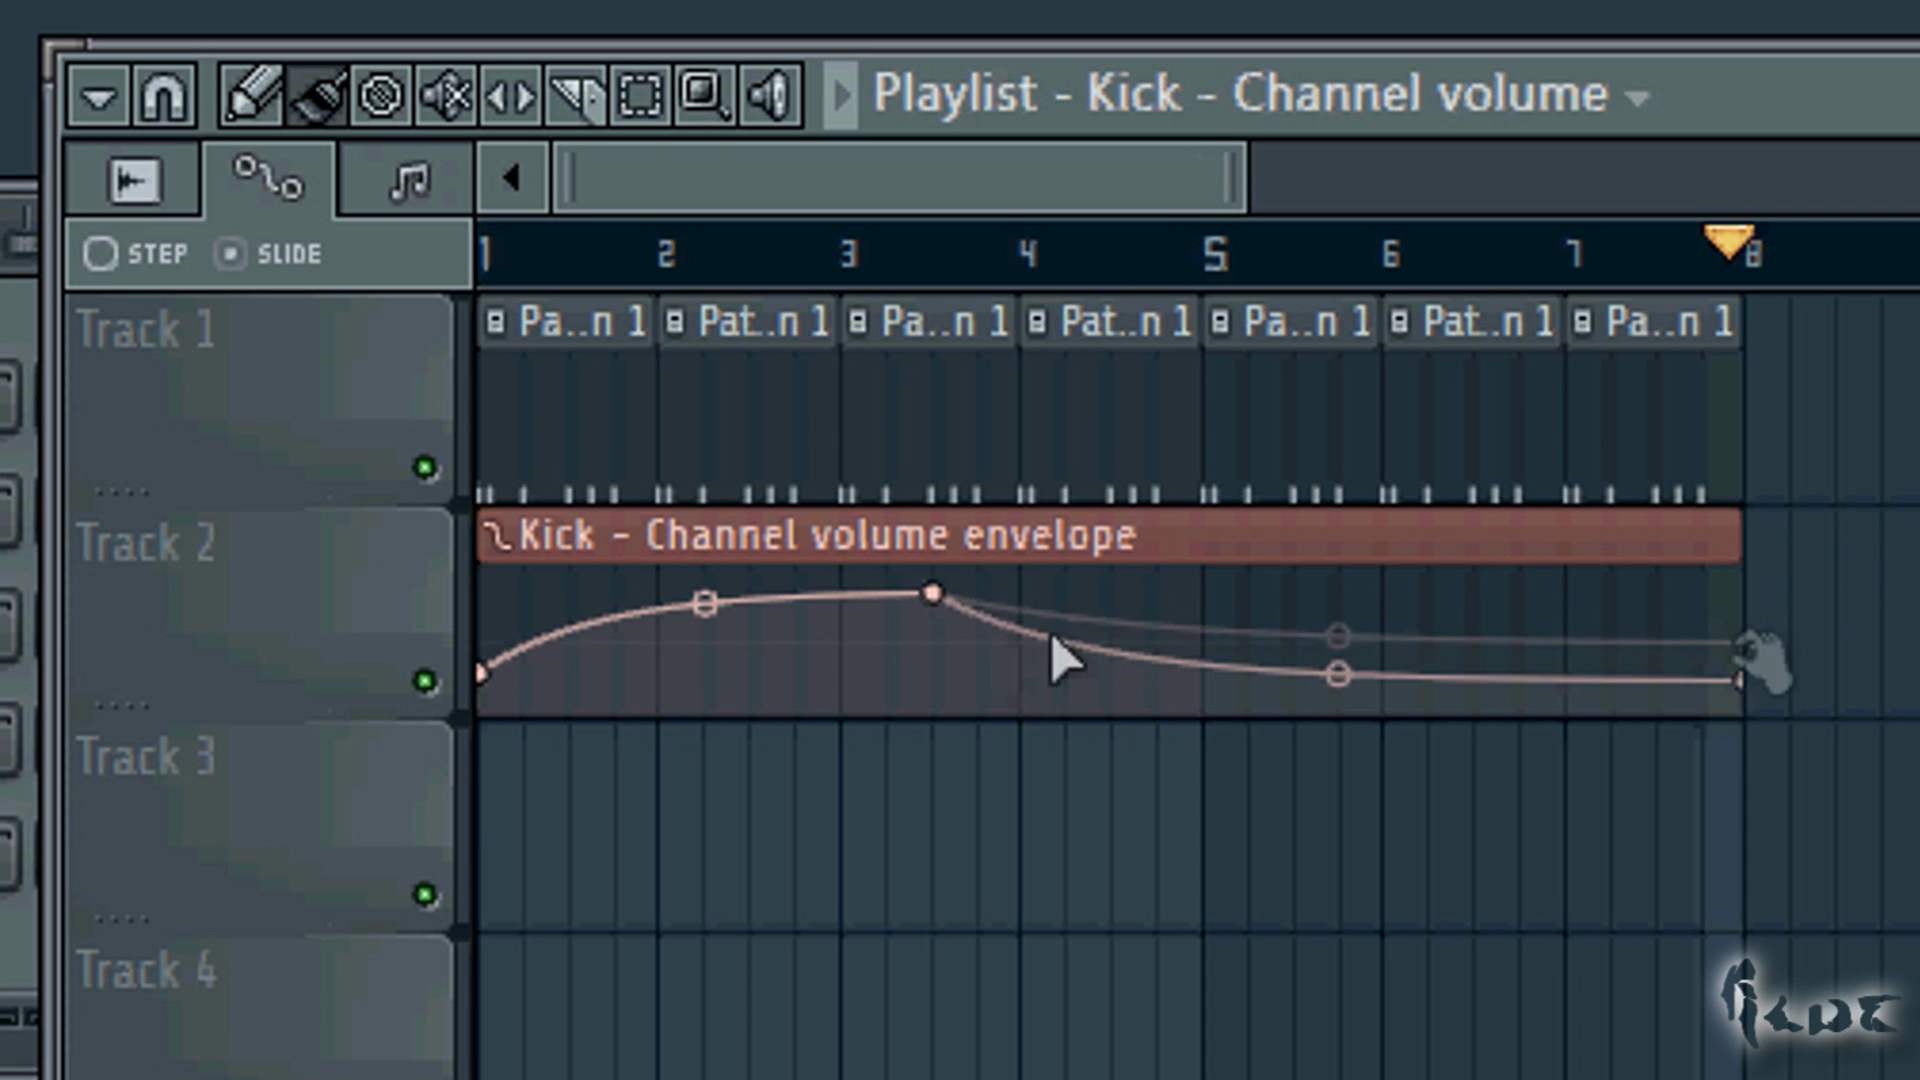 Playlist - Kick - Channel volume
STEP SLIDE
1 2 3 4 5 6 7 8
Track 1
Pa..n 1 Pat..n 1 Pa..n 1 Pat..n 1 Pa..n 1 Pat..n 1 Pa..n 1
Track 2
Kick - Channel volume envelope
Track 3
Track 4